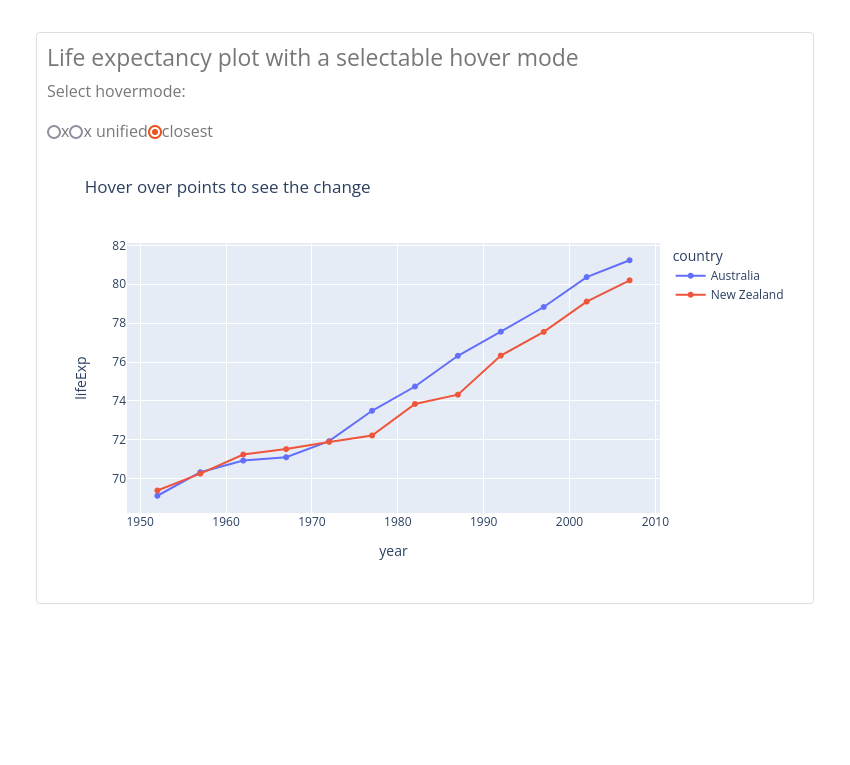 Life expectancy plot with a selectable hover mode
Select hovermode:
x x unified closest
Hover over points to see the change
82
80
78
76
74
72
70
lifeExp
1950 1960 1970 1980 1990 2000 2010
year
country
Australia
New Zealand